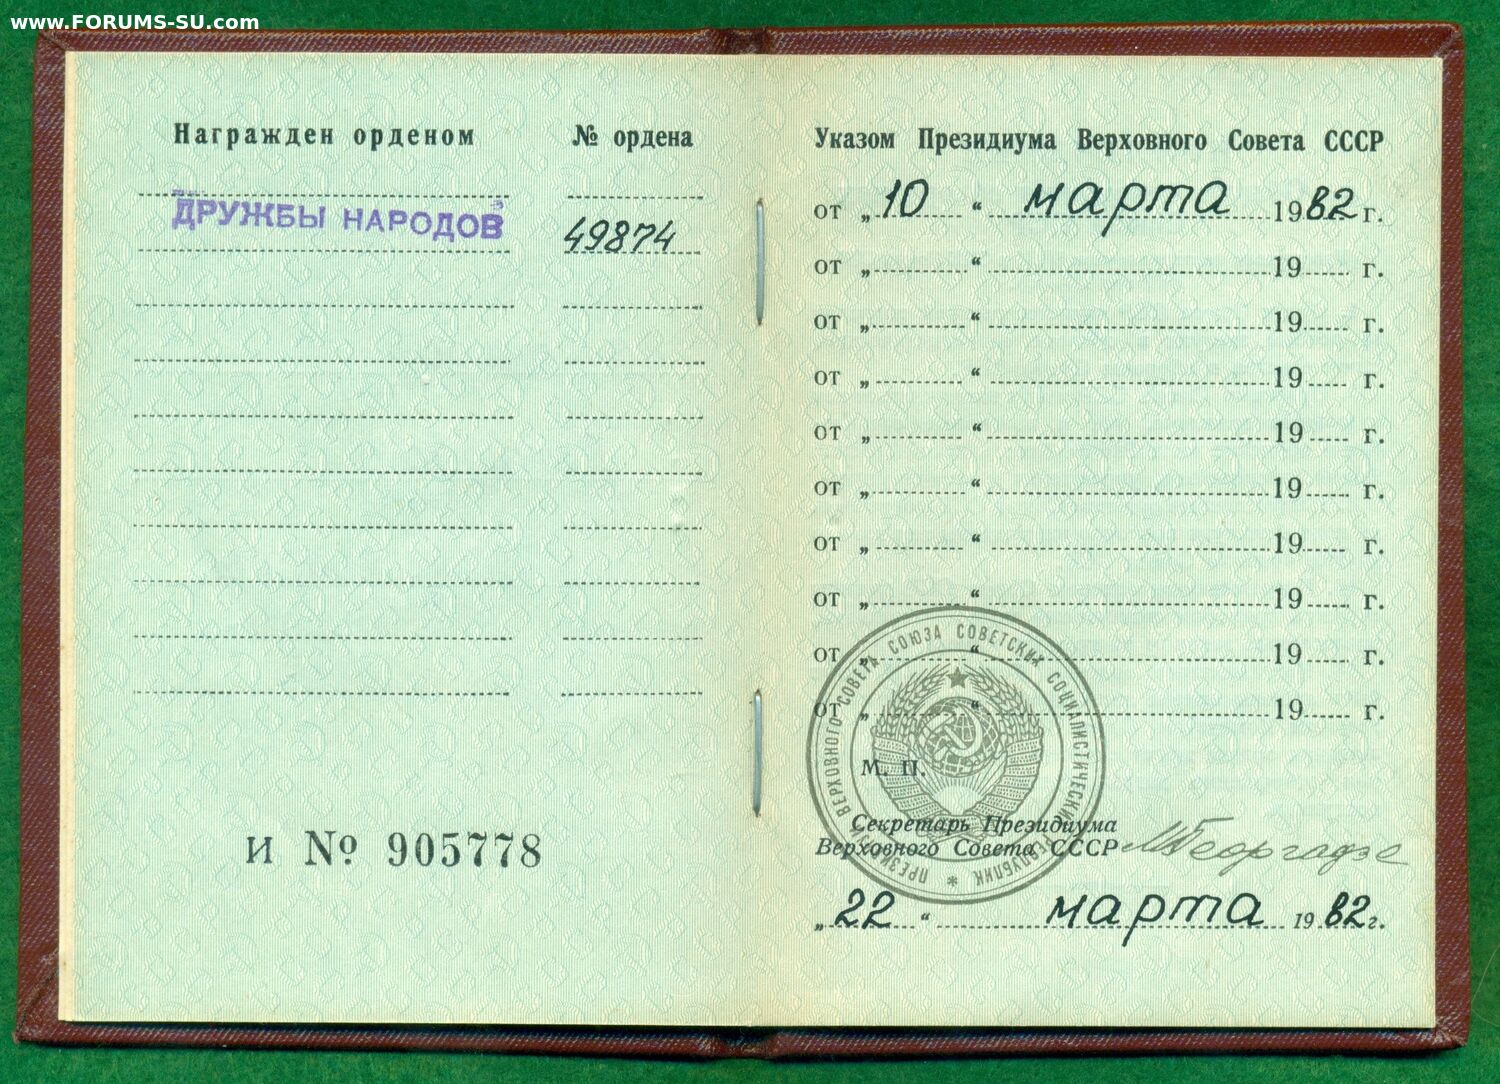 www.FORUMS-SU.com
Награжден орденом № ордена
ДРУЖБЫ НАРОДОВ 49874
И № 905778
Указом Президиума Верховного Совета СССР
от „ 10 “ марта 1982 г.
от „ “ 19 г.
от „ “ 19 г.
от „ “ 19 г.
от „ “ 19 г.
от „ “ 19 г.
от „ “ 19 г.
от „ “ 19 г.
от „ “ 19 г.
от „ “ 19 г.
М. П.
ПРЕЗИДИУМ ВЕРХОВНОГО СОВЕТА СОЮЗА СОВЕТСКИХ СОЦИАЛИСТИЧЕСКИХ РЕСПУБЛИК *
Секретарь Президиума
Верховного Совета СССР МГеоргадзе
„ 22 “ марта 1982 г.